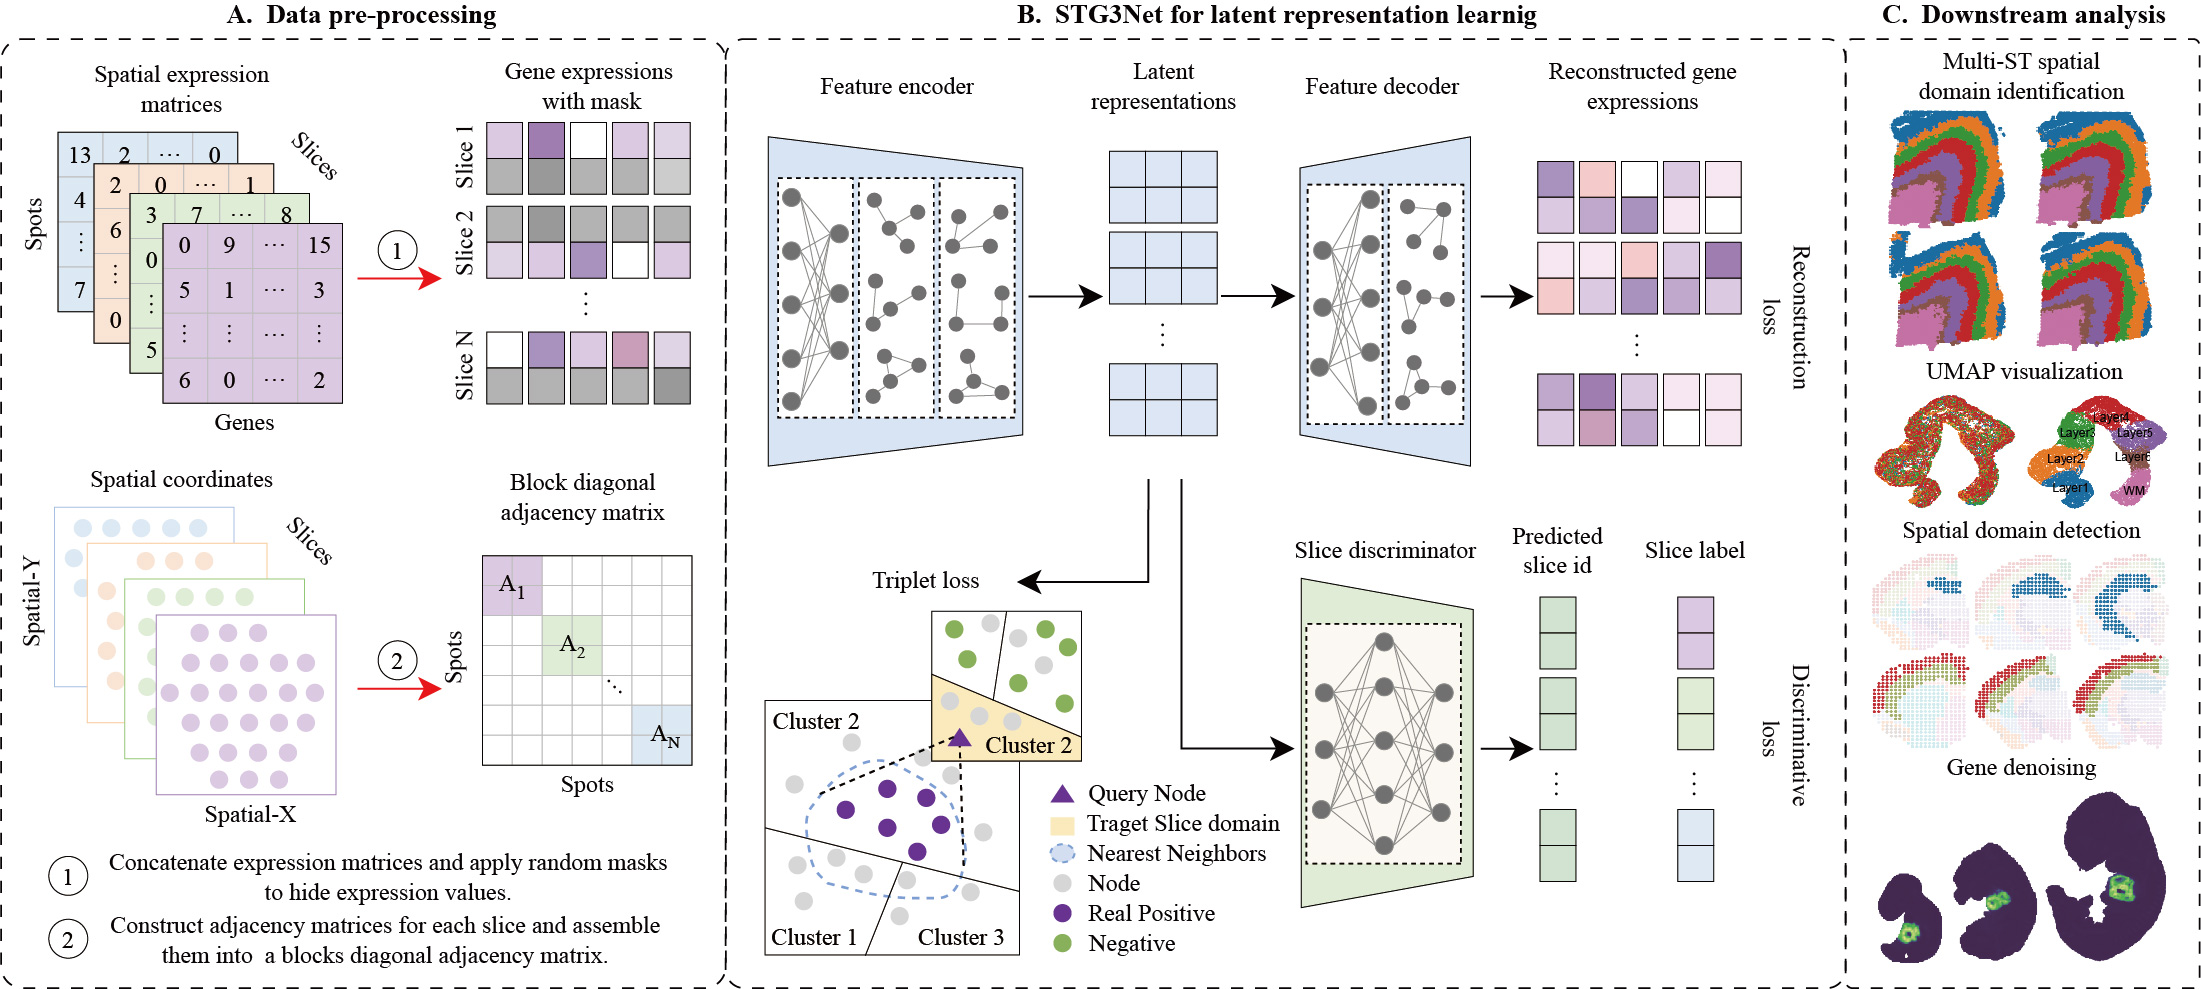 A. Data pre-processing
Spatial expression
matrices
Slices
Spots
13 2 ... 0
4
⋮
7
2 0 ... 1
6
⋮
0
3 7 ... 8
0
⋮
5
0 9 ... 15
5 1 ... 3
⋮ ⋮ ⋮
6 0 ... 2
Genes
1
Gene expressions
with mask
Slice 1
Slice 2
⋮
Slice N
Spatial coordinates
Slices
Spatial-Y
Spatial-X
2
Block diagonal
adjacency matrix
Spots
A1
A2
...
AN
Spots
1 Concatenate expression matrices and apply random masks
to hide expression values.
2 Construct adjacency matrices for each slice and assemble
them into a blocks diagonal adjacency matrix.
B. STG3Net for latent representation learnig
Feature encoder
Latent
representations
⋮
Feature decoder
Reconstructed gene
expressions
⋮
Reconstruction
loss
Triplet loss
Cluster 2
Cluster 2
Cluster 1
Cluster 3
Query Node
Traget Slice domain
Nearest Neighbors
Node
Real Positive
Negative
Slice discriminator
Predicted
slice id
⋮
Slice label
⋮
Discriminative
loss
C. Downstream analysis
Multi-ST spatial
domain identification
UMAP visualization
Layer4
Layer3
Layer5
Layer2
Layer6
Layer1
WM
Spatial domain detection
Gene denoising